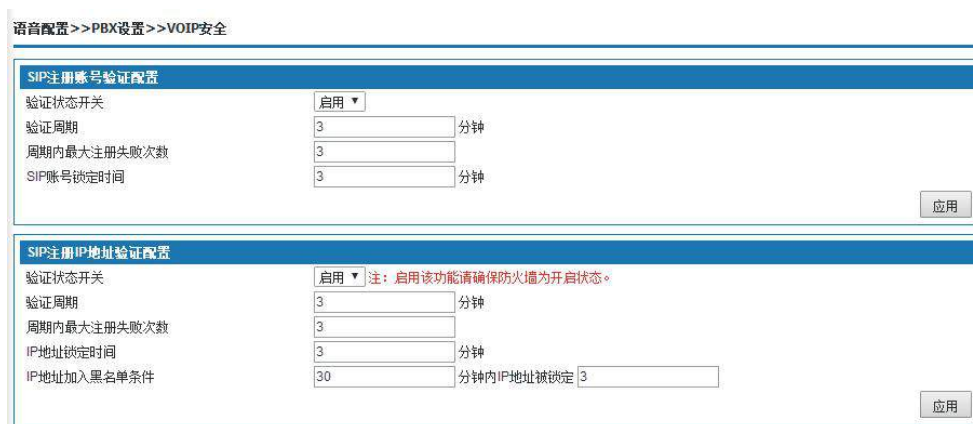 语音配置>>PBX设置>>VOIP安全
SIP注册账号验证配置
验证状态开关 启用
验证周期 3 分钟
周期内最大注册失败次数 3
SIP账号锁定时间 3 分钟
应用
SIP注册IP地址验证配置
验证状态开关 启用 注：启用该功能请确保防火墙为开启状态。
验证周期 3 分钟
周期内最大注册失败次数 3
IP地址锁定时间 3 分钟
IP地址加入黑名单条件 30 分钟内IP地址被锁定 3
应用